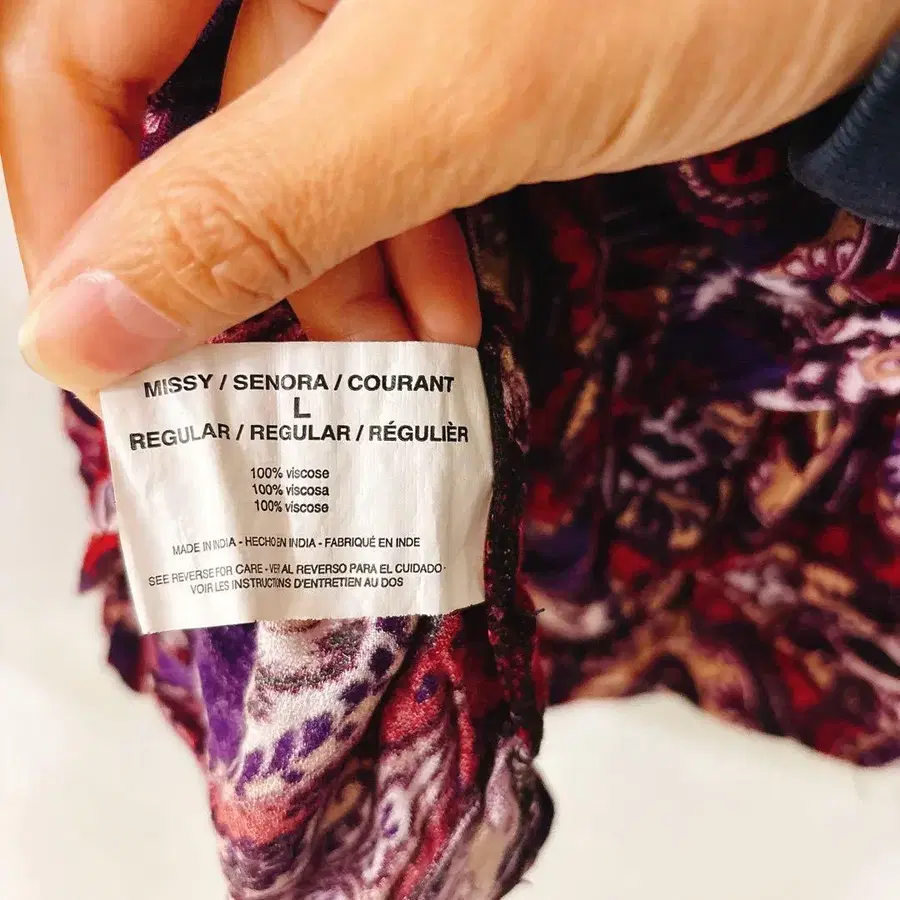 MISSY / SENORA / COURANT
L
REGULAR / REGULAR / RÉGULIÈR
100% viscose
100% viscosa
100% viscose
MADE IN INDIA - HECHO EN INDIA - FABRIQUÉ EN INDE
SEE REVERSE FOR CARE - VER AL REVERSO PARA EL CUIDADO -
VOIR LES INSTRUCTIONS D'ENTRETIEN AU DOS